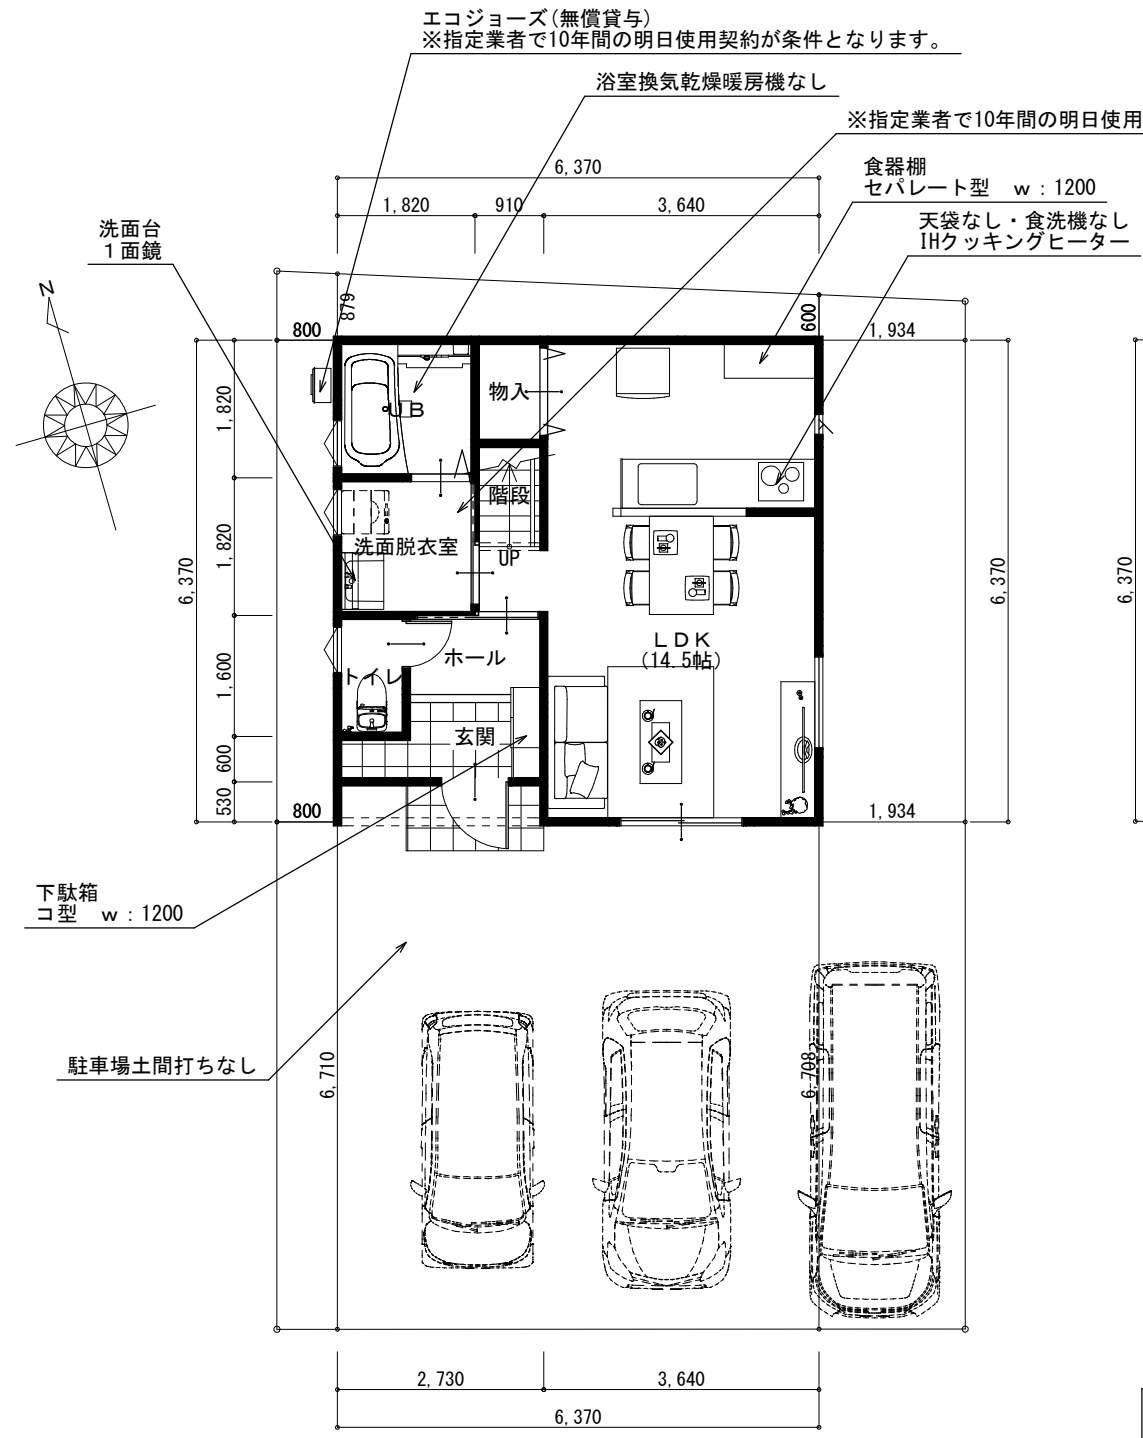 エコジョーズ(無償貸与)
※指定業者で10年間の明日使用契約が条件となります。
浴室換気乾燥暖房機なし
※指定業者で10年間の明日使用
食器棚
セパレート型 w:1200
天袋なし・食洗機なし
IHクッキングヒーター
洗面台
1面鏡
6,370
1,820
910
3,640
N
879
600
800
1,934
物入
UB
1,820
階段
洗面脱衣室
UP
1,820
6,370
6,370
6,370
LDK
(14.5帖)
ホール
トイレ
1,600
玄関
600
530
800
1,934
下駄箱
コ型 w:1200
駐車場土間打ちなし
6,710
6,708
2,730
3,640
6,370